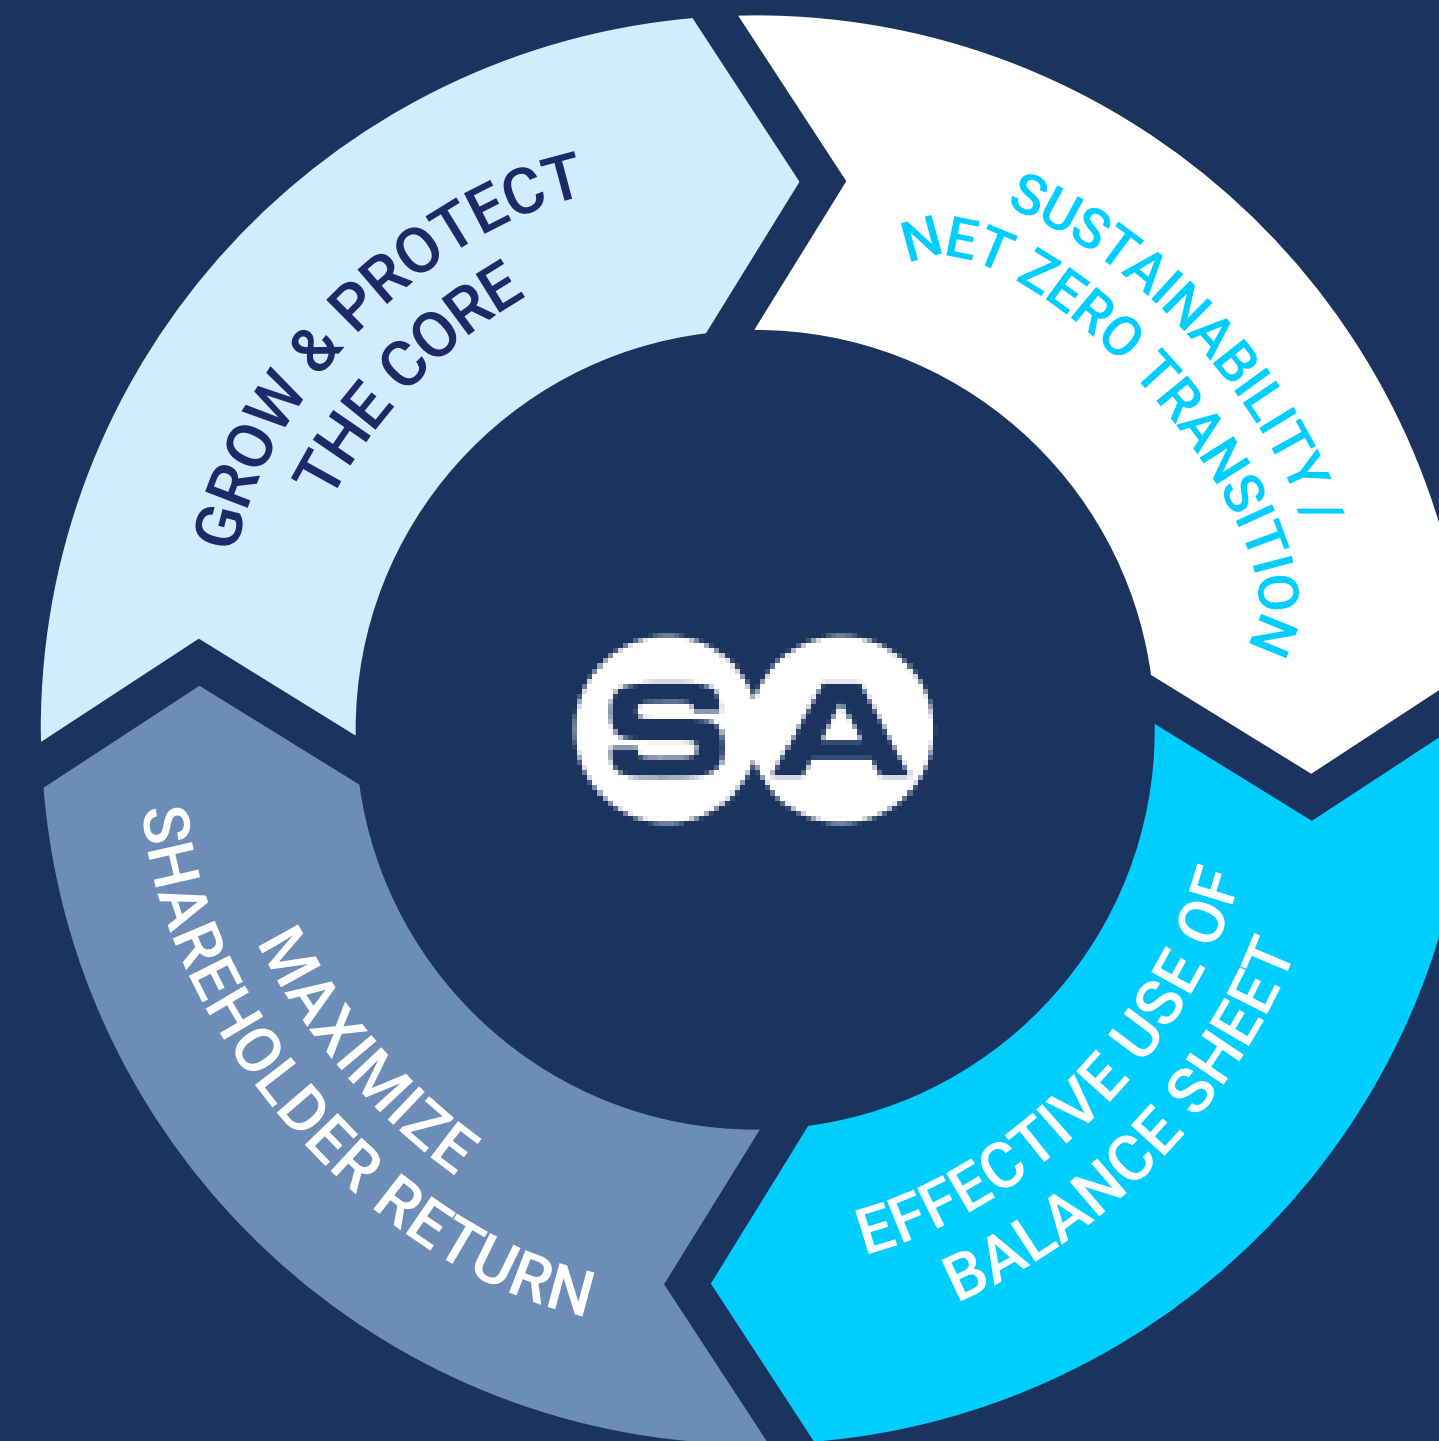 GROW & PROTECT
THE CORE
SUSTAINABILITY /
NET ZERO TRANSITION
SA
EFFECTIVE USE OF
BALANCE SHEET
MAXIMIZE
SHAREHOLDER RETURN